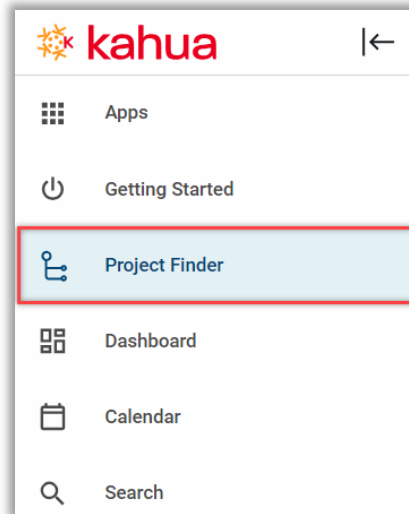 kahua
Apps
Getting Started
Project Finder
Dashboard
Calendar
Search